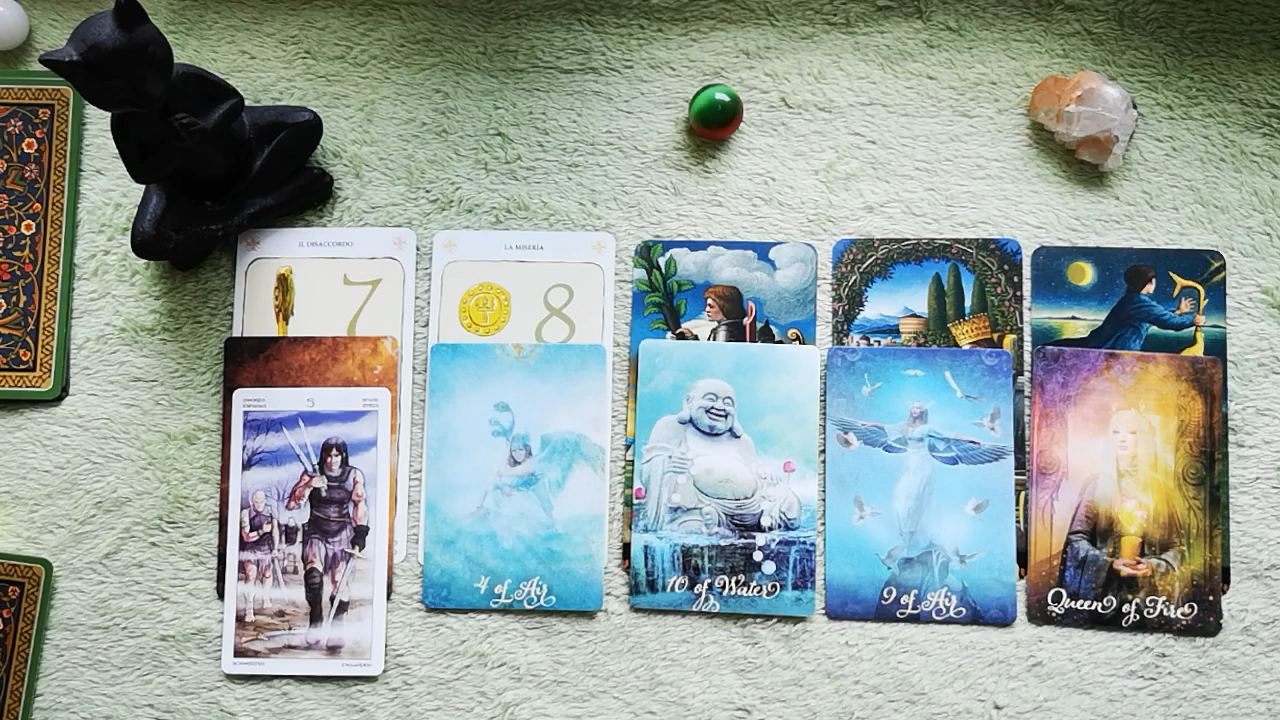 IL DISACCORDO
7
LA MISERIA
8
5
4 of Air
10 of Water
9 of Air
Queen of Fire